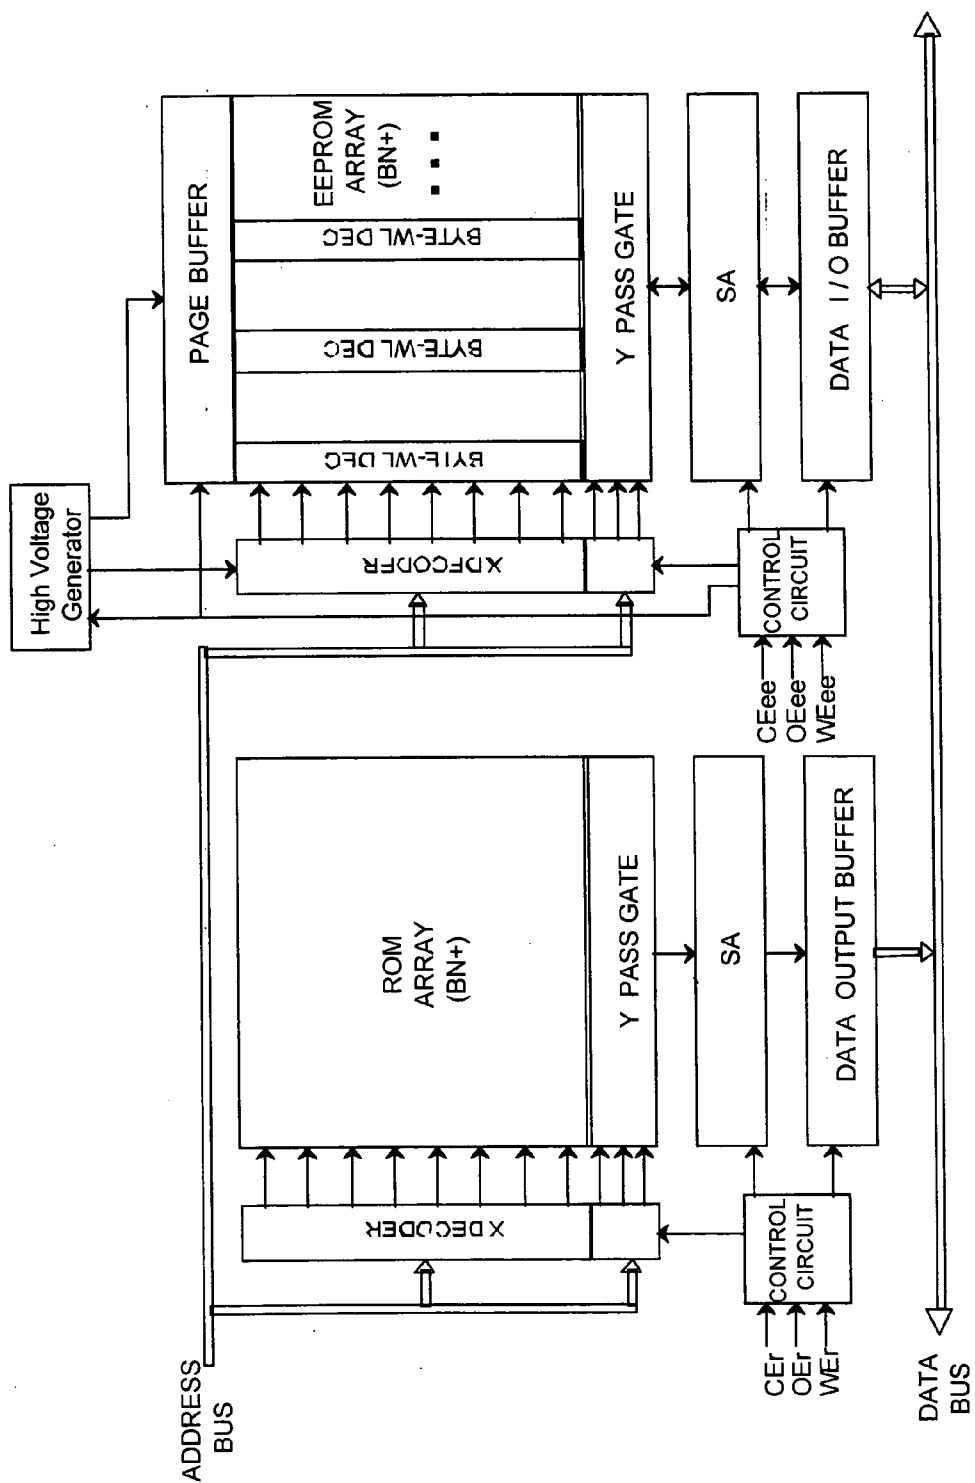 High Voltage
Generator
ADDRESS
BUS
X DECODER
ROM
ARRAY
(BN+)
Y PASS GATE
SA
DATA OUTPUT BUFFER
CONTROL
CIRCUIT
CEr
OEr
WEr
PAGE BUFFER
X DECODER
BYTE-WL DEC
BYTE-WL DEC
BYTE-WL DEC
EEPROM
ARRAY
(BN+)
Y PASS GATE
SA
DATA I / O BUFFER
CONTROL
CIRCUIT
CEee
OEee
WEee
DATA
BUS